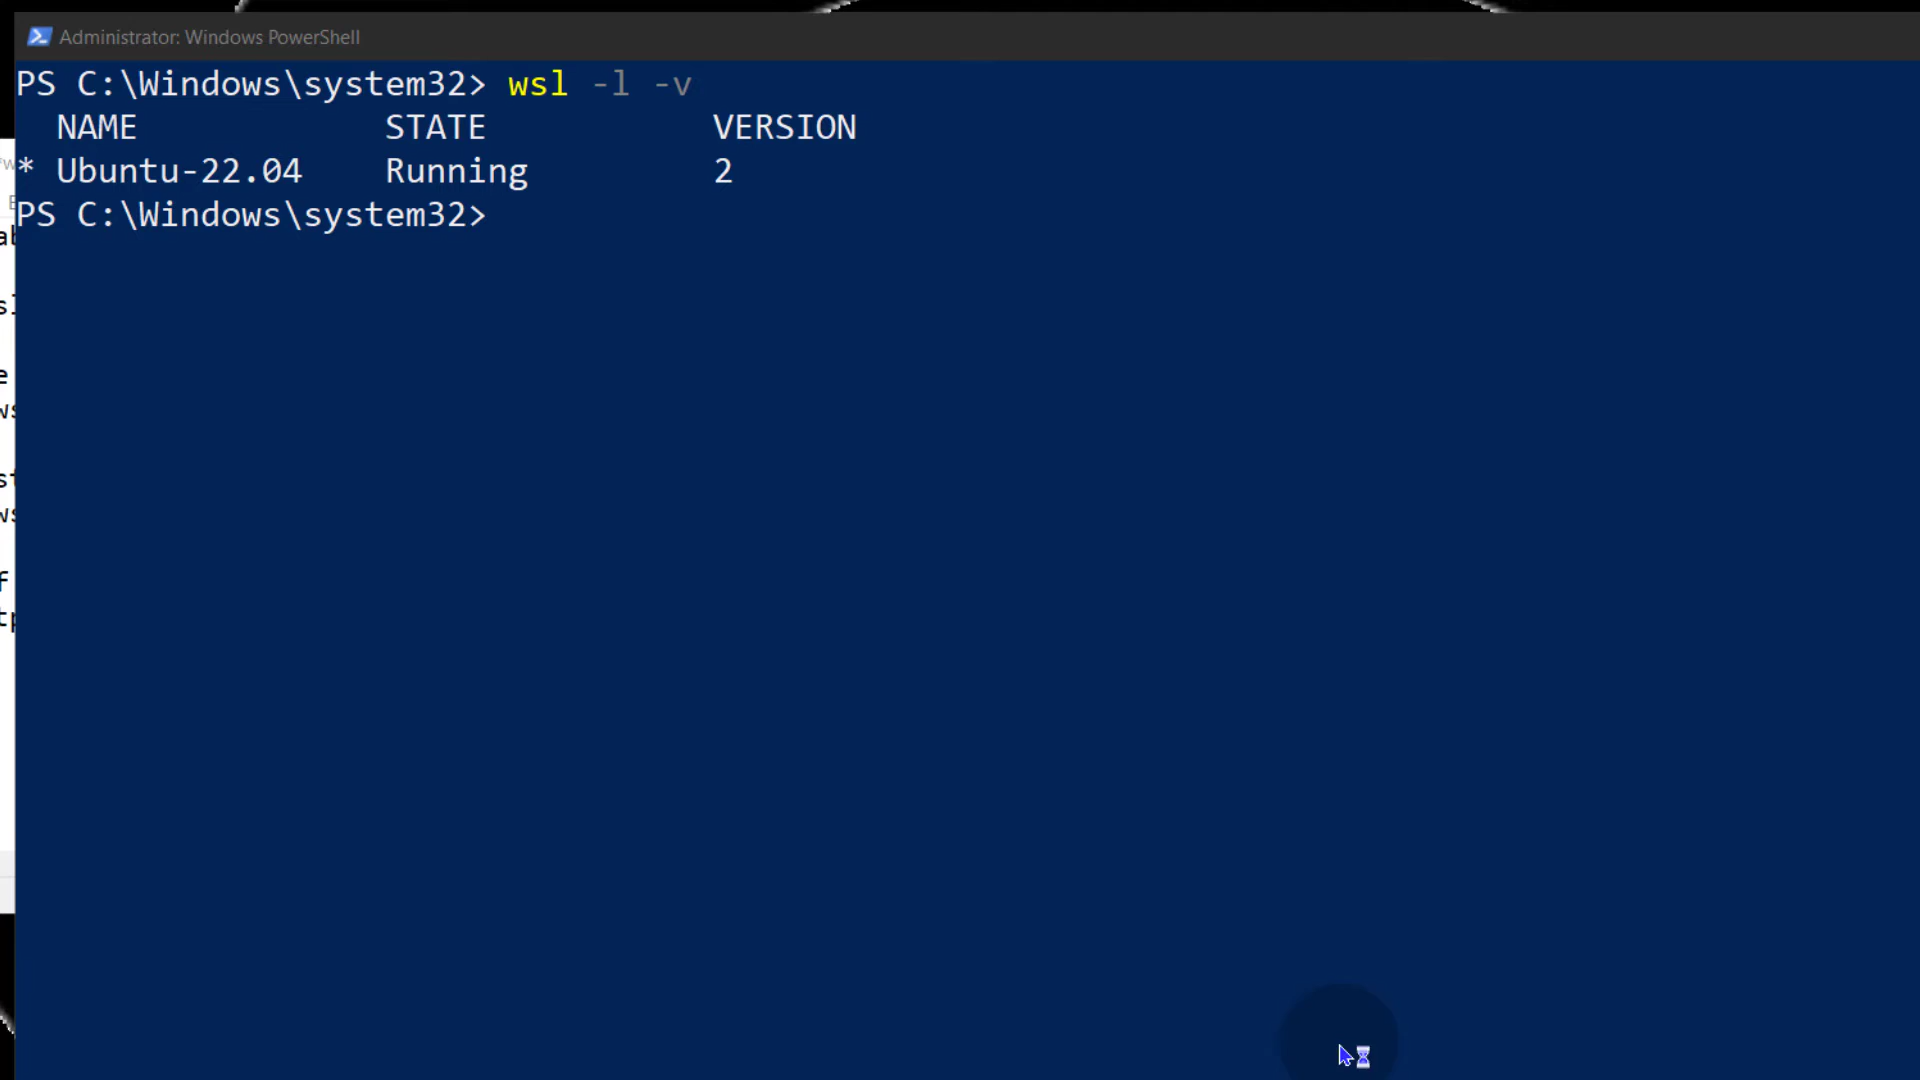 Administrator: Windows PowerShell
PS C:\Windows\system32> wsl -l -v
  NAME            STATE           VERSION
* Ubuntu-22.04    Running         2
PS C:\Windows\system32>